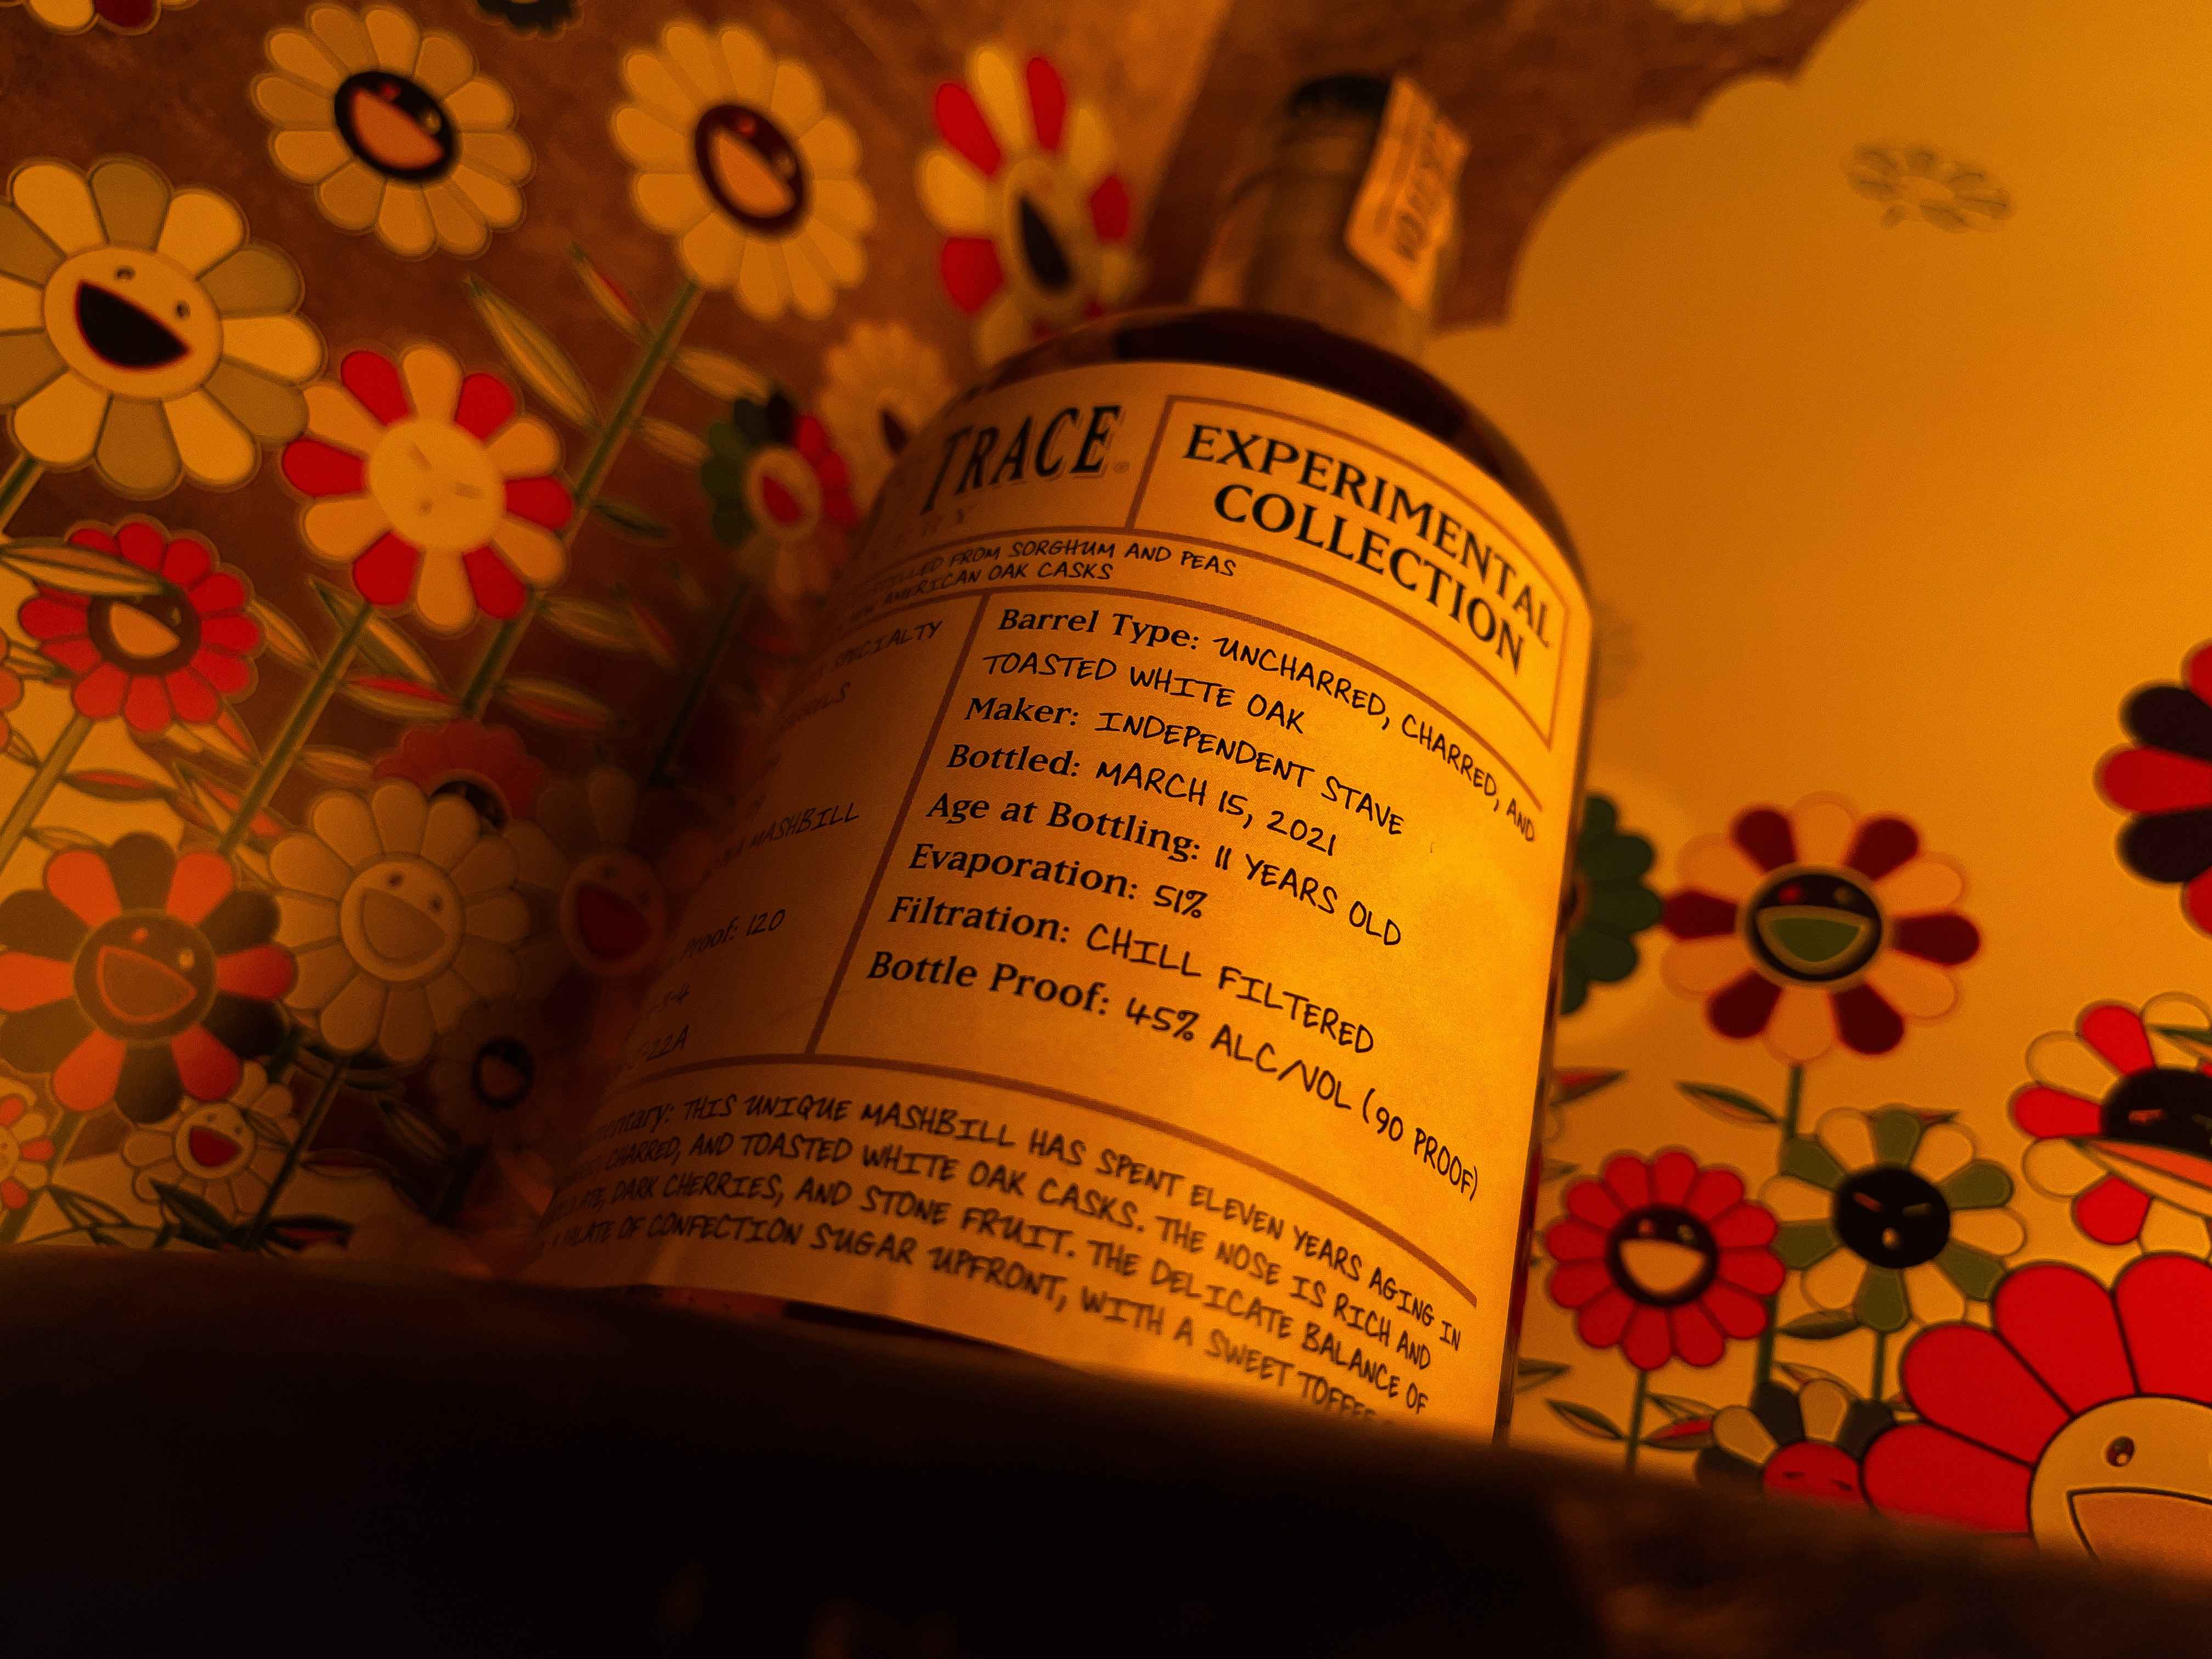 TRACE
EXPERIMENTAL
COLLECTION
FROM SORGHUM AND PEAS
AMERICAN OAK CASKS
SPECIALTY
MASHBILL
Proof: 120
Barrel Type: UNCHARRED, CHARRED, AND
TOASTED WHITE OAK
Maker: INDEPENDENT STAVE
Bottled: MARCH 15, 2021
Age at Bottling: 11 YEARS OLD
Evaporation: 51%
Filtration: CHILL FILTERED
Bottle Proof: 45% ALC/VOL (90 PROOF)
THIS UNIQUE MASHBILL HAS SPENT ELEVEN YEARS AGING IN
CHARRED, AND TOASTED WHITE OAK CASKS. THE NOSE IS RICH AND
DARK CHERRIES, AND STONE FRUIT. THE DELICATE BALANCE OF
OF CONFECTION SUGAR UPFRONT, WITH A SWEET TOFFEE